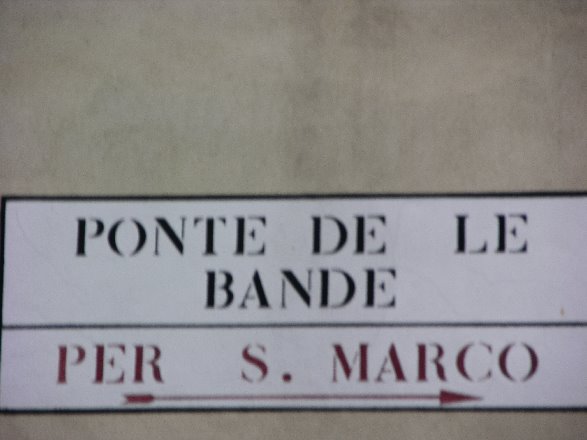 PONTE DE LE
BANDE
PER S. MARCO